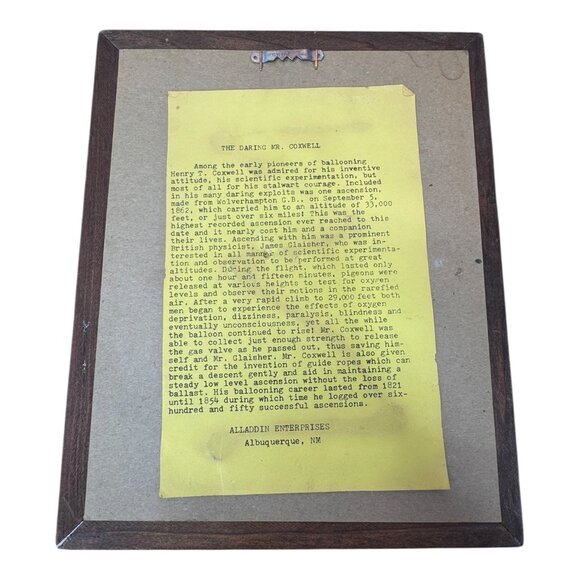 THE DARING MR. COXWELL
Among the early pioneers of ballooning
Henry T. Coxwell was admired for his inventive
attitude, his scientific experimentation, but
most of all for his stalwart courage. Included
in his many daring exploits was one ascension,
made from Wolverhampton G.B., on September 5,
1862, which carried him to an altitude of 33,000
feet, or just over six miles! This was the
highest recorded ascension ever reached to this
date and it nearly cost him and a companion
their lives. Ascending with him was a prominent
British physicist, James Glaisher, who was in-
terested in all manner of scientific experimenta-
tion and observation to be performed at great
altitudes. During the flight, which lasted only
about one hour and fifteen minutes, pigeons were
released at various heights to test for oxygen
levels and observe their motions in the rarefied
air. After a very rapid climb to 29,000 feet both
men began to experience the effects of oxygen
deprivation, dizziness, paralysis, blindness and
eventually unconsciousness, yet all the while
the balloon continued to rise! Mr. Coxwell was
able to collect just enough strength to release
the gas valve as he passed out, thus saving him-
self and Mr. Glaisher. Mr. Coxwell is also given
credit for the invention of guide ropes which can
break a descent gently and aid in maintaining a
steady low level ascension without the loss of
ballast. His ballooning career lasted from 1821
until 1854 during which time he logged over six-
hundred and fifty successful ascensions.
ALLADDIN ENTERPRISES
Albuquerque, NM